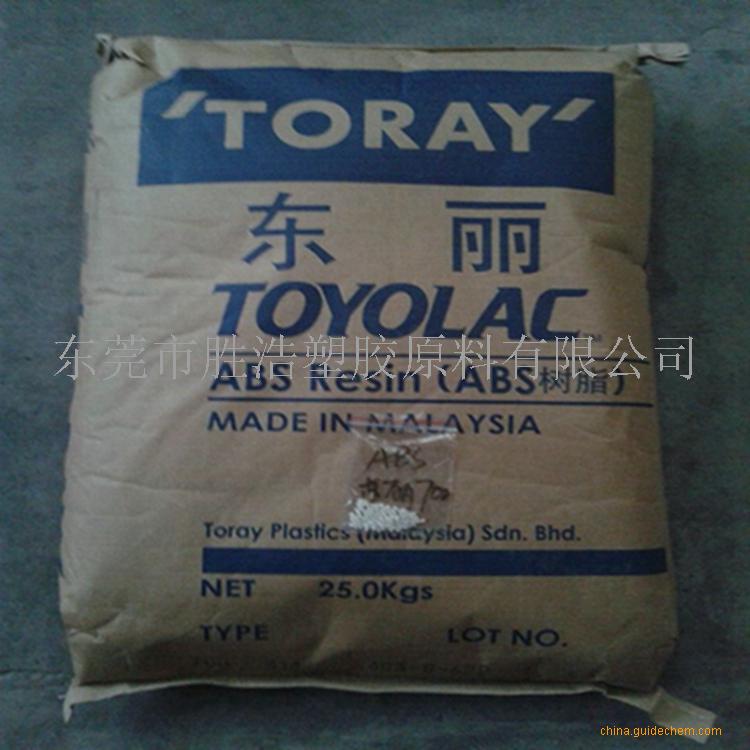 'TORAY'
东丽
TOYOLAC™
东莞市胜浩塑胶原料有限公司
ABS Resin (ABS树脂)
MADE IN MALAYSIA
ABS
700
Toray Plastics (Malaysia) Sdn. Bhd.
NET 25.0Kgs
TYPE LOT NO.
china.guidechem.com